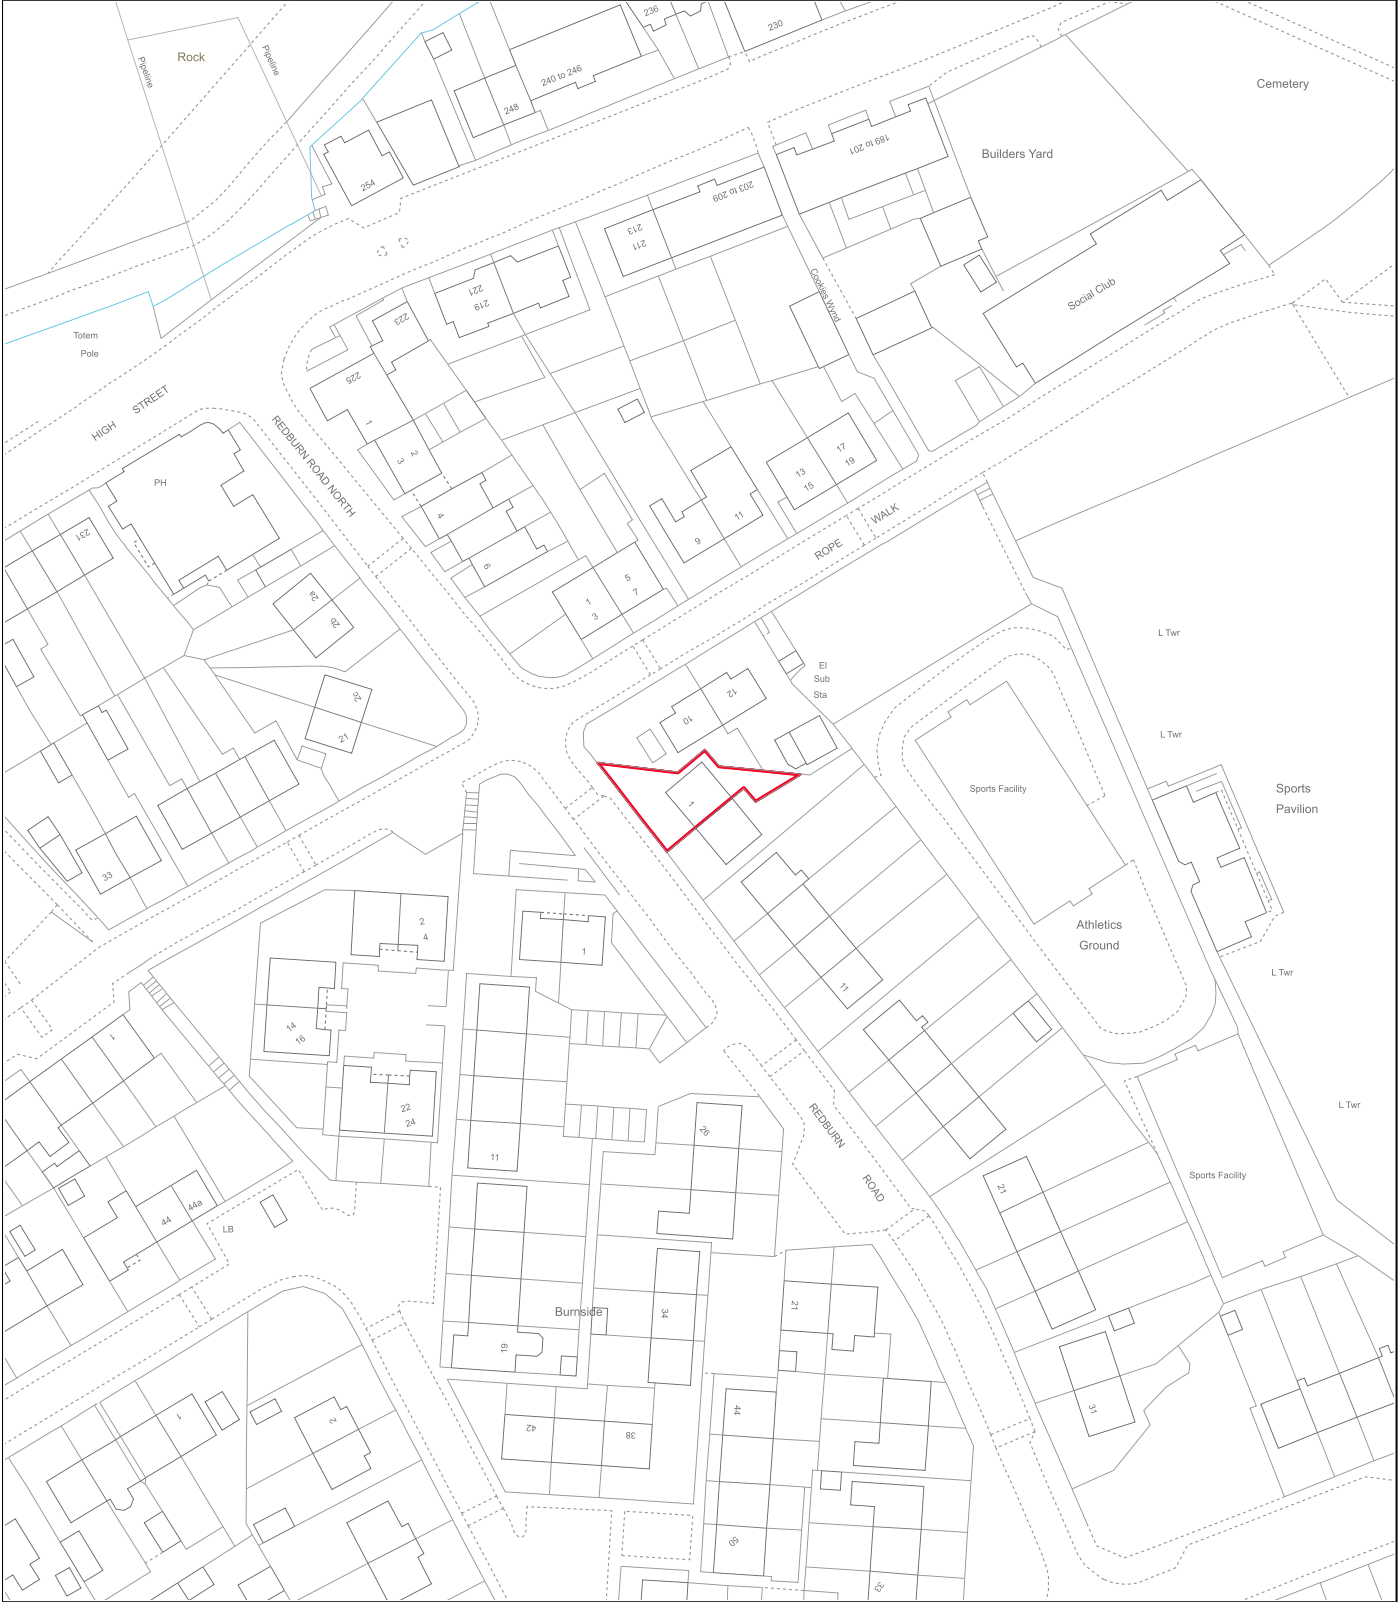 236
230
Rock
Pipeline
Pipeline
240 to 246
248
Cemetery
254
189 to 201
Builders Yard
203 to 209
213
211
221
219
223
Cookies Wynd
Social Club
Totem
Pole
225
HIGH STREET
1
REDBURN ROAD NORTH
2
3
PH
17
19
13
15
4
11
9
ROPE WALK
231
6
2a
2b
5
7
1
3
L Twr
El
Sub
Sta
12
10
2c
21
L Twr
Sports Facility
Sports
Pavilion
1
33
2
4
1
Athletics
Ground
L Twr
11
14
16
1
22
24
26
REDBURN ROAD
L Twr
11
Sports Facility
21
44
44a
LB
Burnside
34
21
19
31
44
1
2
42
38
50
33